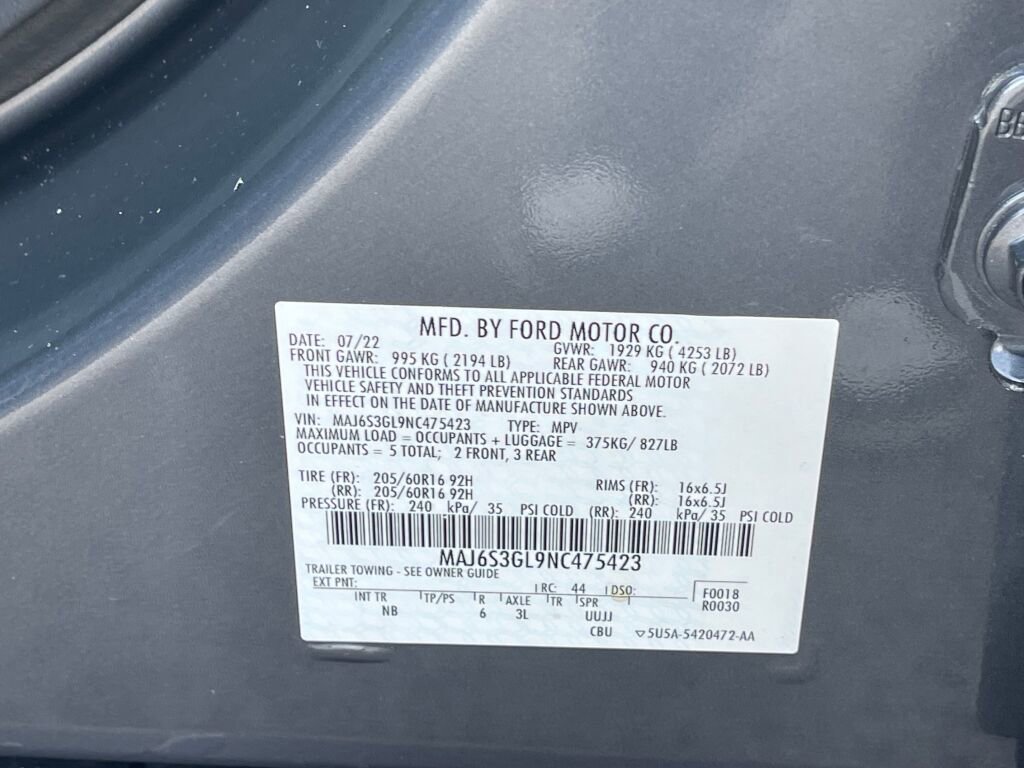 MFD. BY FORD MOTOR CO.
DATE: 07/22 GVWR: 1929 KG ( 4253 LB)
FRONT GAWR: 995 KG ( 2194 LB) REAR GAWR: 940 KG ( 2072 LB)
THIS VEHICLE CONFORMS TO ALL APPLICABLE FEDERAL MOTOR
VEHICLE SAFETY AND THEFT PREVENTION STANDARDS
IN EFFECT ON THE DATE OF MANUFACTURE SHOWN ABOVE.
VIN: MAJ6S3GL9NC475423 TYPE: MPV
MAXIMUM LOAD = OCCUPANTS + LUGGAGE = 375KG/ 827LB
OCCUPANTS = 5 TOTAL; 2 FRONT, 3 REAR
TIRE (FR): 205/60R16 92H RIMS (FR): 16x6.5J
(RR): 205/60R16 92H (RR): 16x6.5J
PRESSURE (FR): 240 kPa/ 35 PSI COLD (RR): 240 kPa/ 35 PSI COLD
MAJ6S3GL9NC475423
TRAILER TOWING - SEE OWNER GUIDE
EXT PNT: RC: 44 DSO: F0018
R0030
INT TR TP/PS R AXLE TR SPR
NB 6 3L UUJJ
CBU ▽5U5A-5420472-AA